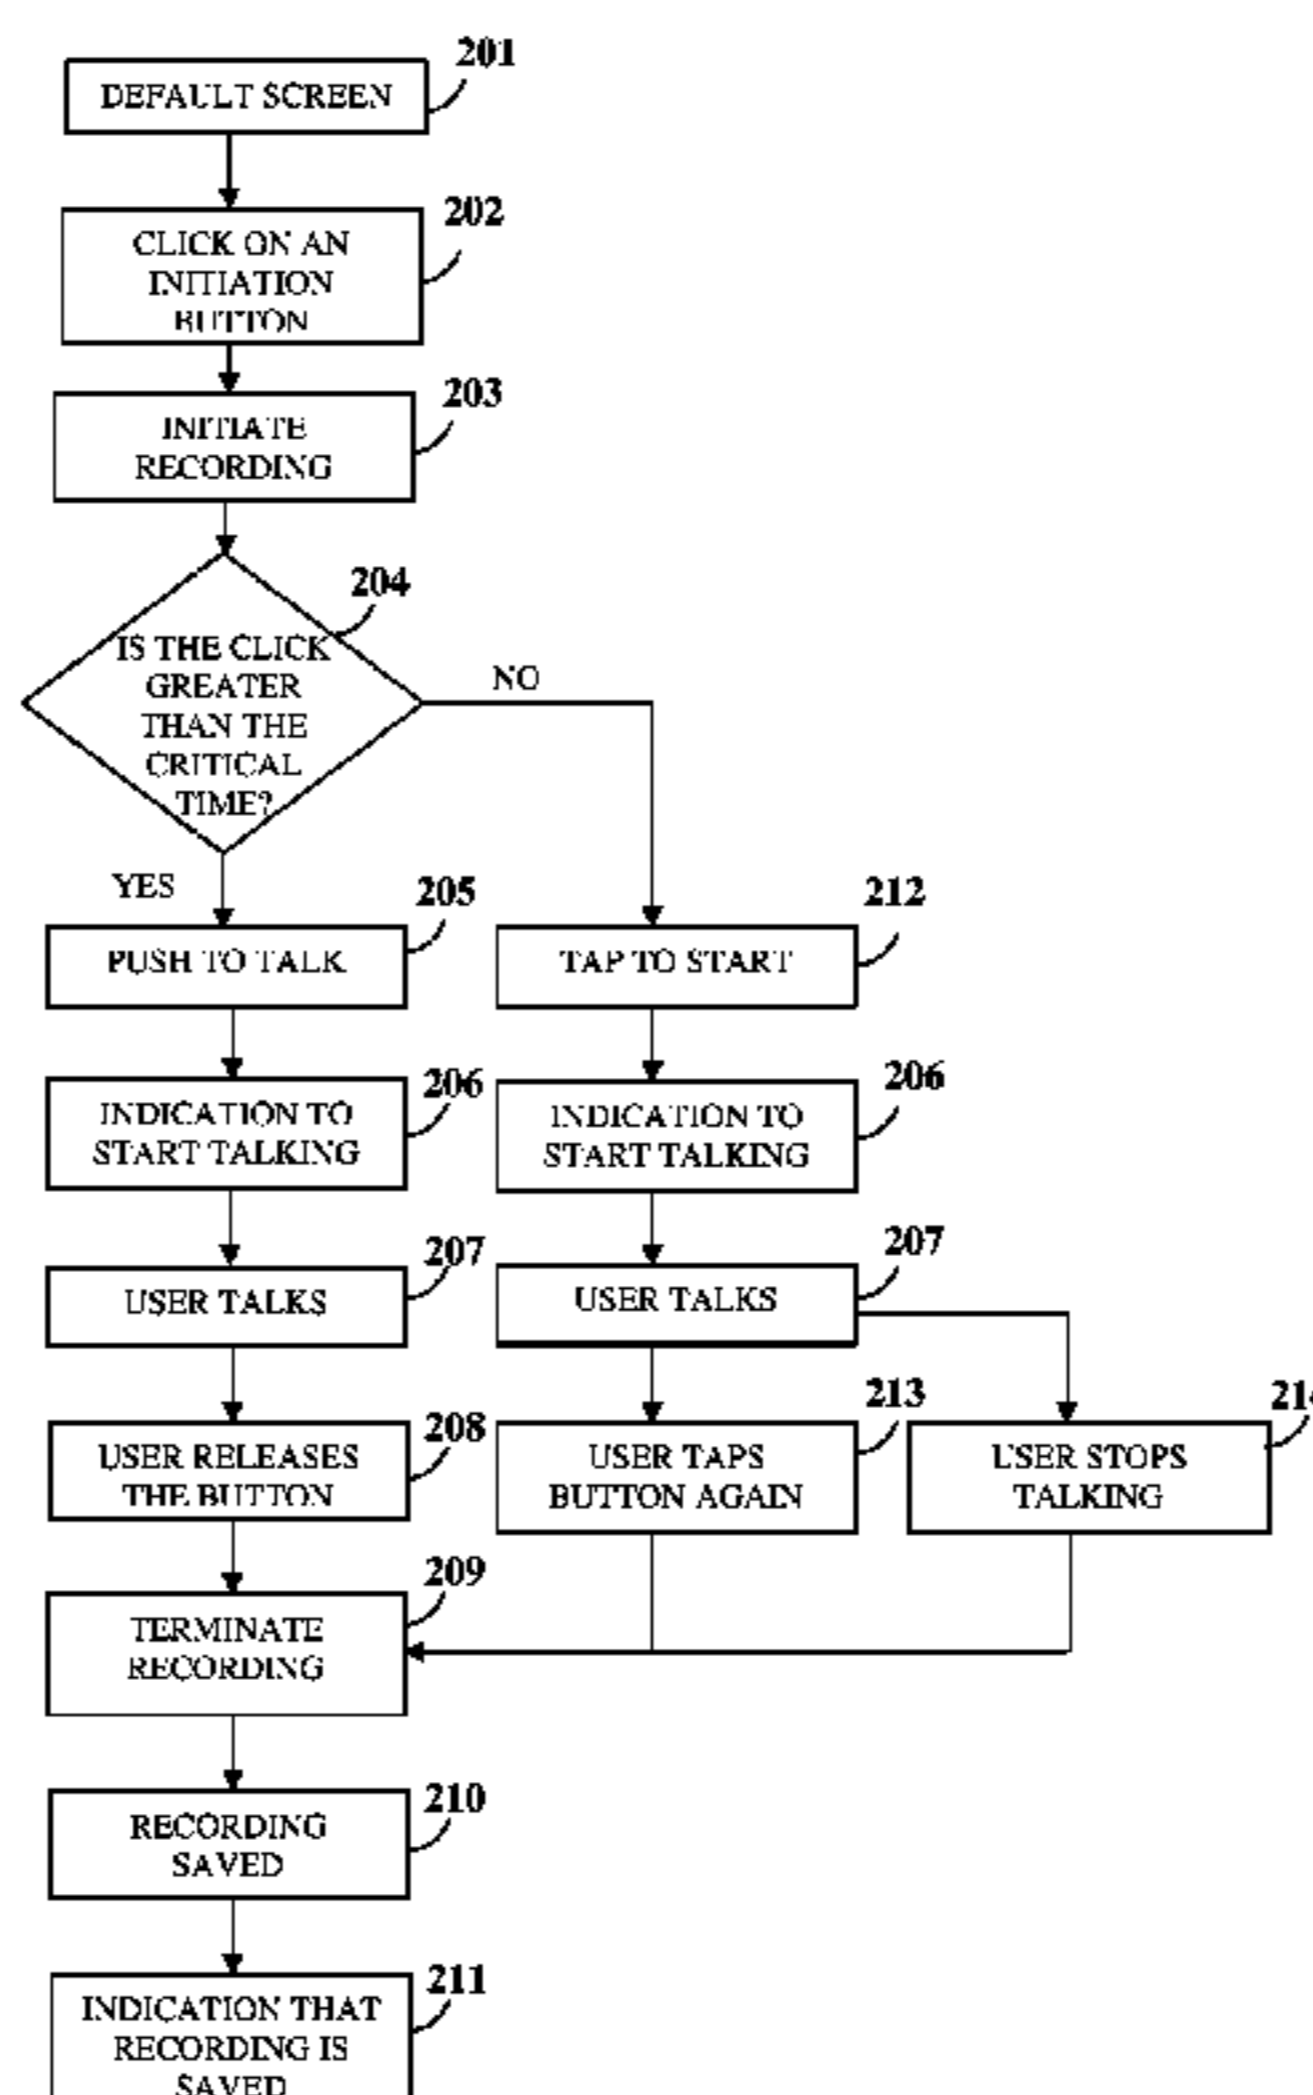 201
DEFAULT SCREEN
202
CLICK ON AN
INITIATION
BUTTON
203
INITIATE
RECORDING
204
IS THE CLICK
GREATER
THAN THE
CRITICAL
TIME?
NO
YES
205
PUSH TO TALK
212
TAP TO START
206
INDICATION TO
START TALKING
206
INDICATION TO
START TALKING
207
USER TALKS
207
USER TALKS
208
USER RELEASES
THE BUTTON
213
USER TAPS
BUTTON AGAIN
USER STOPS
TALKING
209
TERMINATE
RECORDING
210
RECORDING
SAVED
211
INDICATION THAT
RECORDING IS
SAVED